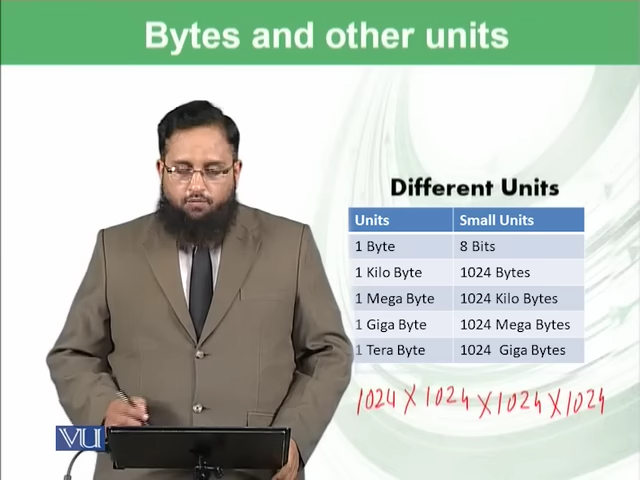 Bytes and other units
Different Units
Units Small Units
1 Byte 8 Bits
1 Kilo Byte 1024 Bytes
1 Mega Byte 1024 Kilo Bytes
1 Giga Byte 1024 Mega Bytes
1 Tera Byte 1024 Giga Bytes
1024 X 1024 X 1024 X 1024
VU